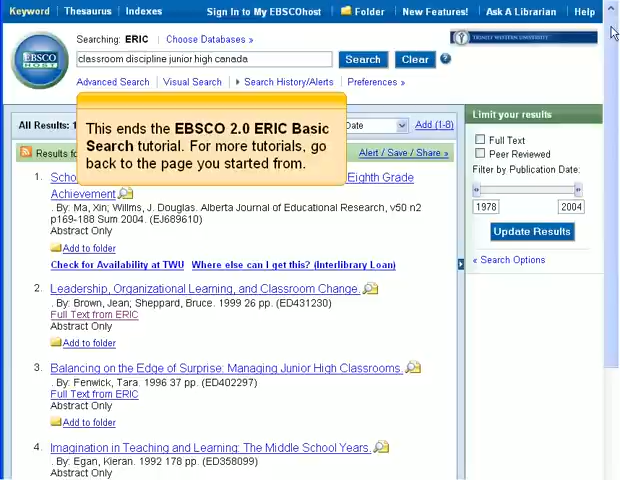 Keyword Thesaurus Indexes Sign In to My EBSCOhost Folder New Features! Ask A Librarian Help
Searching: ERIC Choose Databases »
TRINITY WESTERN UNIVERSITY
EBSCO HOST
classroom discipline junior high canada Search Clear ?
Advanced Search Visual Search Search History/Alerts Preferences »
All Results: 1 Date Add (1-8)
This ends the EBSCO 2.0 ERIC Basic
Search tutorial. For more tutorials, go
back to the page you started from.
Results fo Alert / Save / Share »
1. Scho Eighth Grade
Achievement
. By: Ma, Xin; Willms, J. Douglas. Alberta Journal of Educational Research, v50 n2
p169-188 Sum 2004. (EJ689610)
Abstract Only
Add to folder
Check for Availability at TWU Where else can I get this? (Interlibrary Loan)
2. Leadership, Organizational Learning, and Classroom Change.
. By: Brown, Jean; Sheppard, Bruce. 1999 26 pp. (ED431230)
Full Text from ERIC
Abstract Only
Add to folder
3. Balancing on the Edge of Surprise: Managing Junior High Classrooms.
. By: Fenwick, Tara. 1996 37 pp. (ED402297)
Full Text from ERIC
Abstract Only
Add to folder
4. Imagination in Teaching and Learning: The Middle School Years.
. By: Egan, Kieran. 1992 178 pp. (ED358099)
Abstract Only
Limit your results
Full Text
Peer Reviewed
Filter by Publication Date:
1978 2004
Update Results
« Search Options